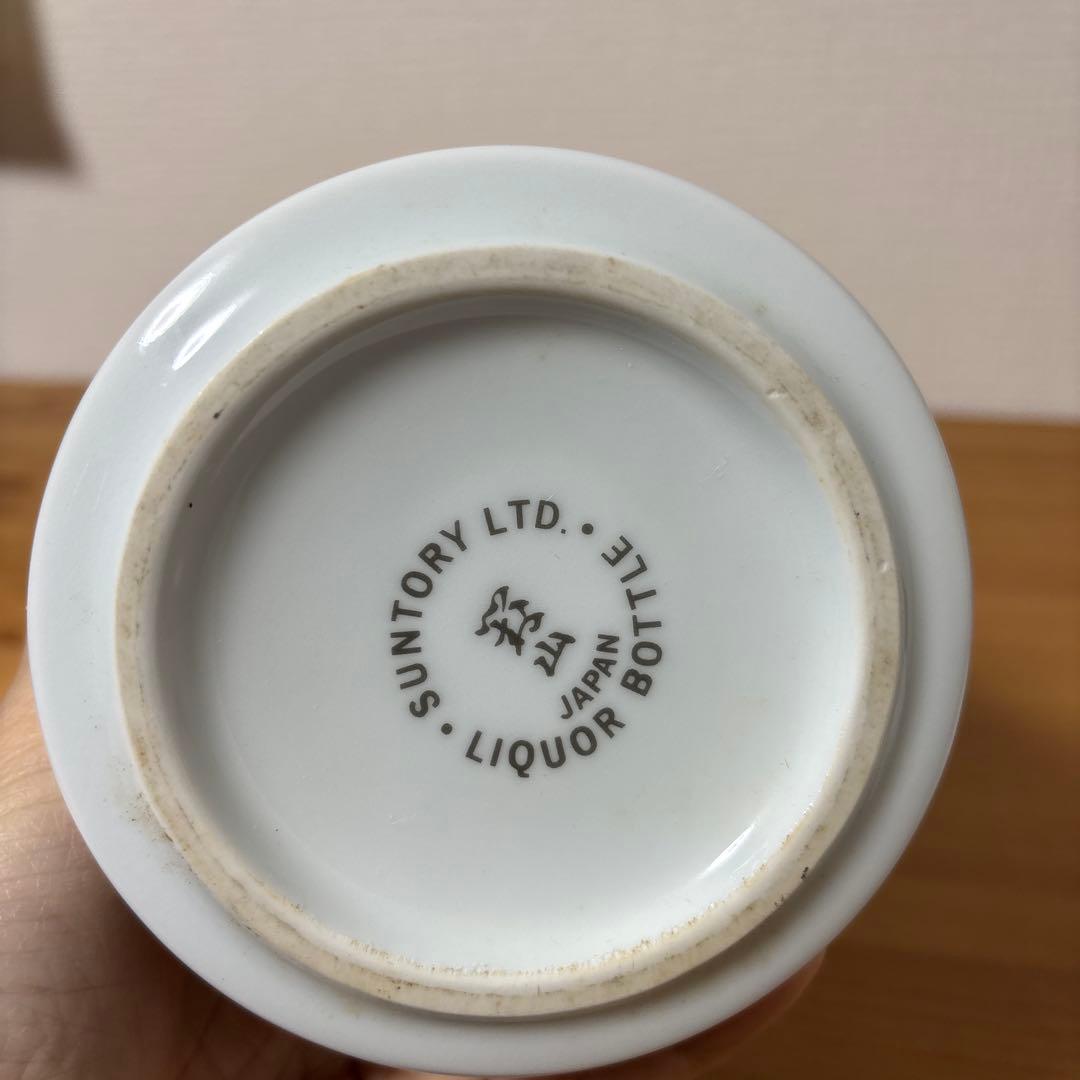 SUNTORY LTD. •
LIQUOR BOTTLE •
JAPAN